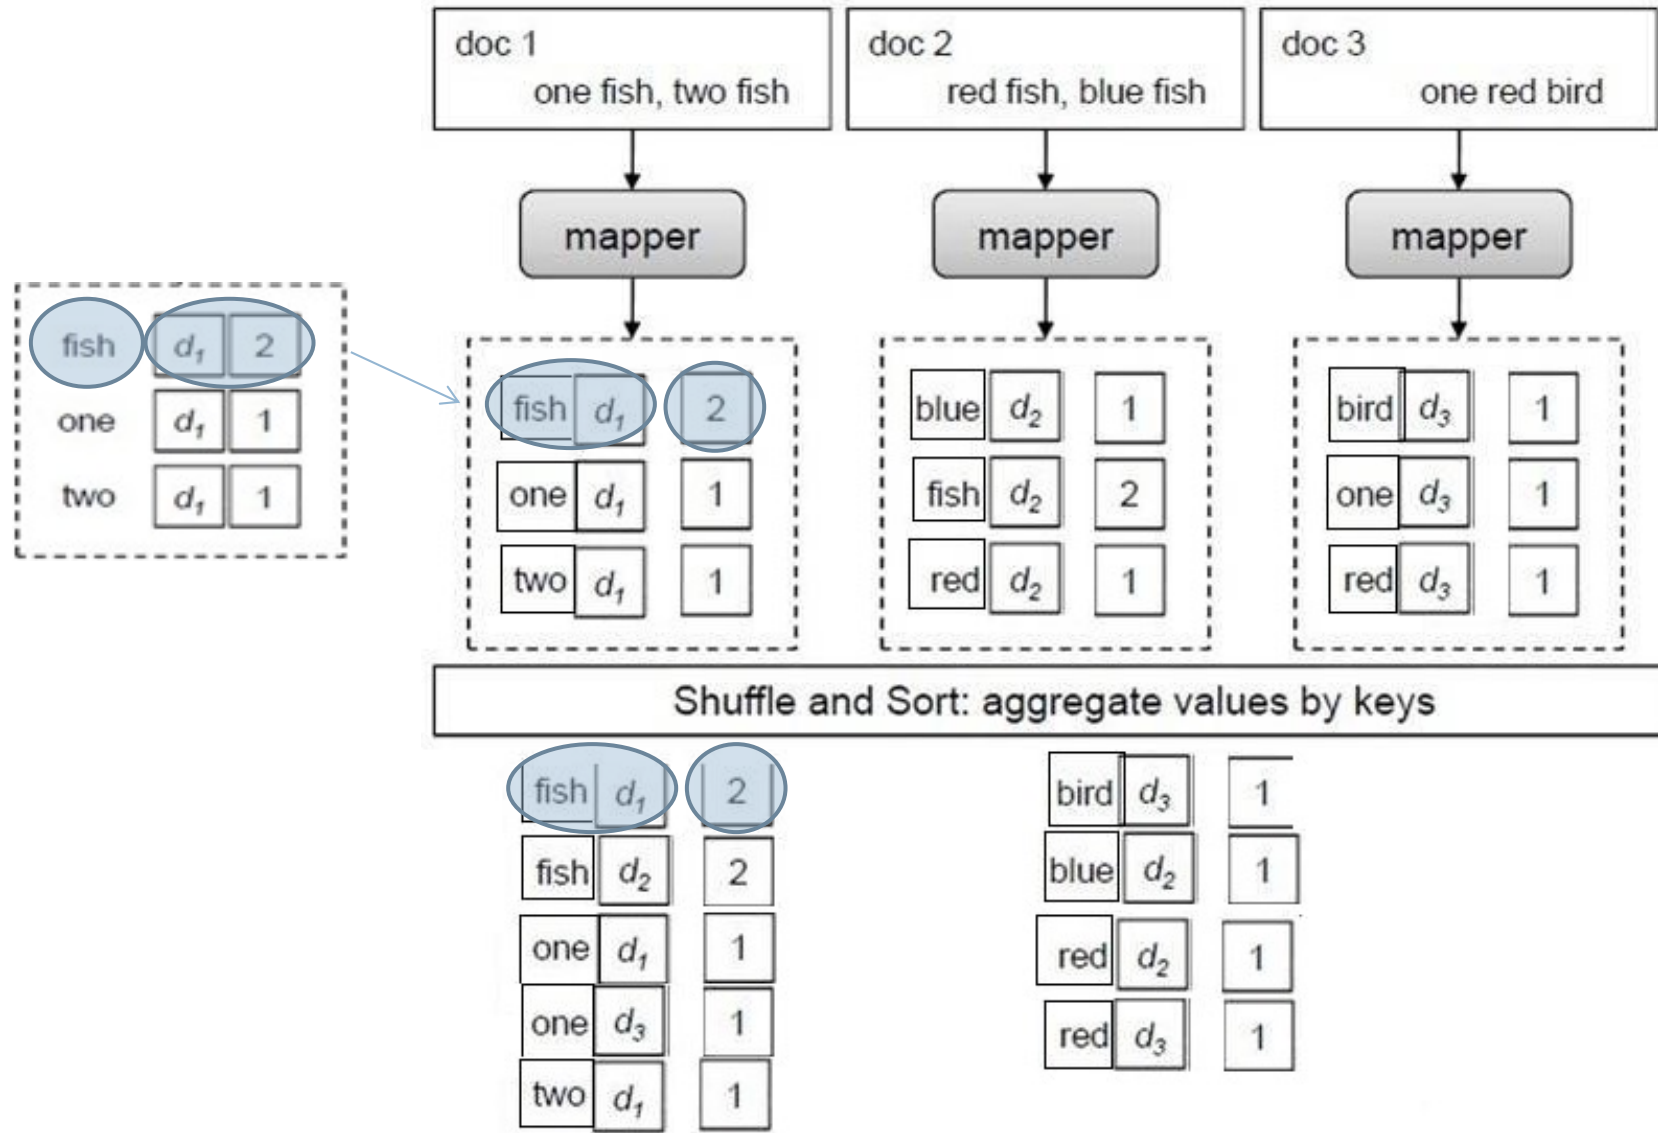 doc 1
one fish, two fish
doc 2
red fish, blue fish
doc 3
one red bird
mapper
mapper
mapper
fish d₁ 2
one d₁ 1
two d₁ 1
fish d₁ 2
one d₁ 1
two d₁ 1
blue d₂ 1
fish d₂ 2
red d₂ 1
bird d₃ 1
one d₃ 1
red d₃ 1
Shuffle and Sort: aggregate values by keys
fish d₁ 2
fish d₂ 2
one d₁ 1
one d₃ 1
two d₁ 1
bird d₃ 1
blue d₂ 1
red d₂ 1
red d₃ 1